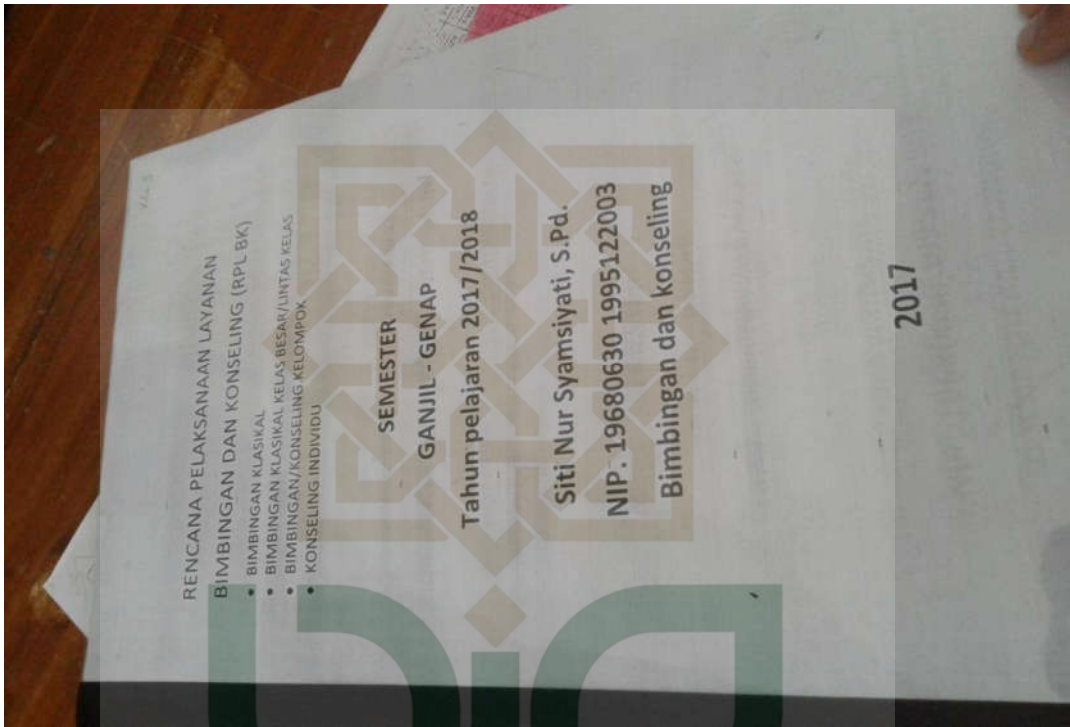 RENCANA PELAKSANAAN LAYANAN
BIMBINGAN DAN KONSELING (RPL BK)
• BIMBINGAN KLASIKAL
• BIMBINGAN KLASIKAL KELAS BESAR/LINTAS KELAS
• BIMBINGAN/KONSELING KELOMPOK
• KONSELING INDIVIDU
SEMESTER
GANJIL - GENAP
Tahun pelajaran 2017/2018
Siti Nur Syamsiyati, S.Pd.
NIP. 19680630 1995122003
Bimbingan dan konseling
2017